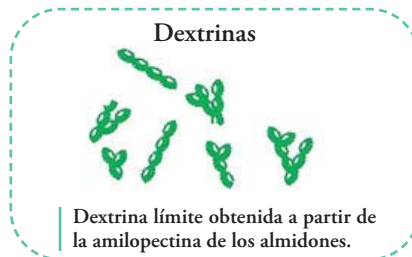 Dextrinas
Dextrina límite obtenida a partir de
la amilopectina de los almidones.